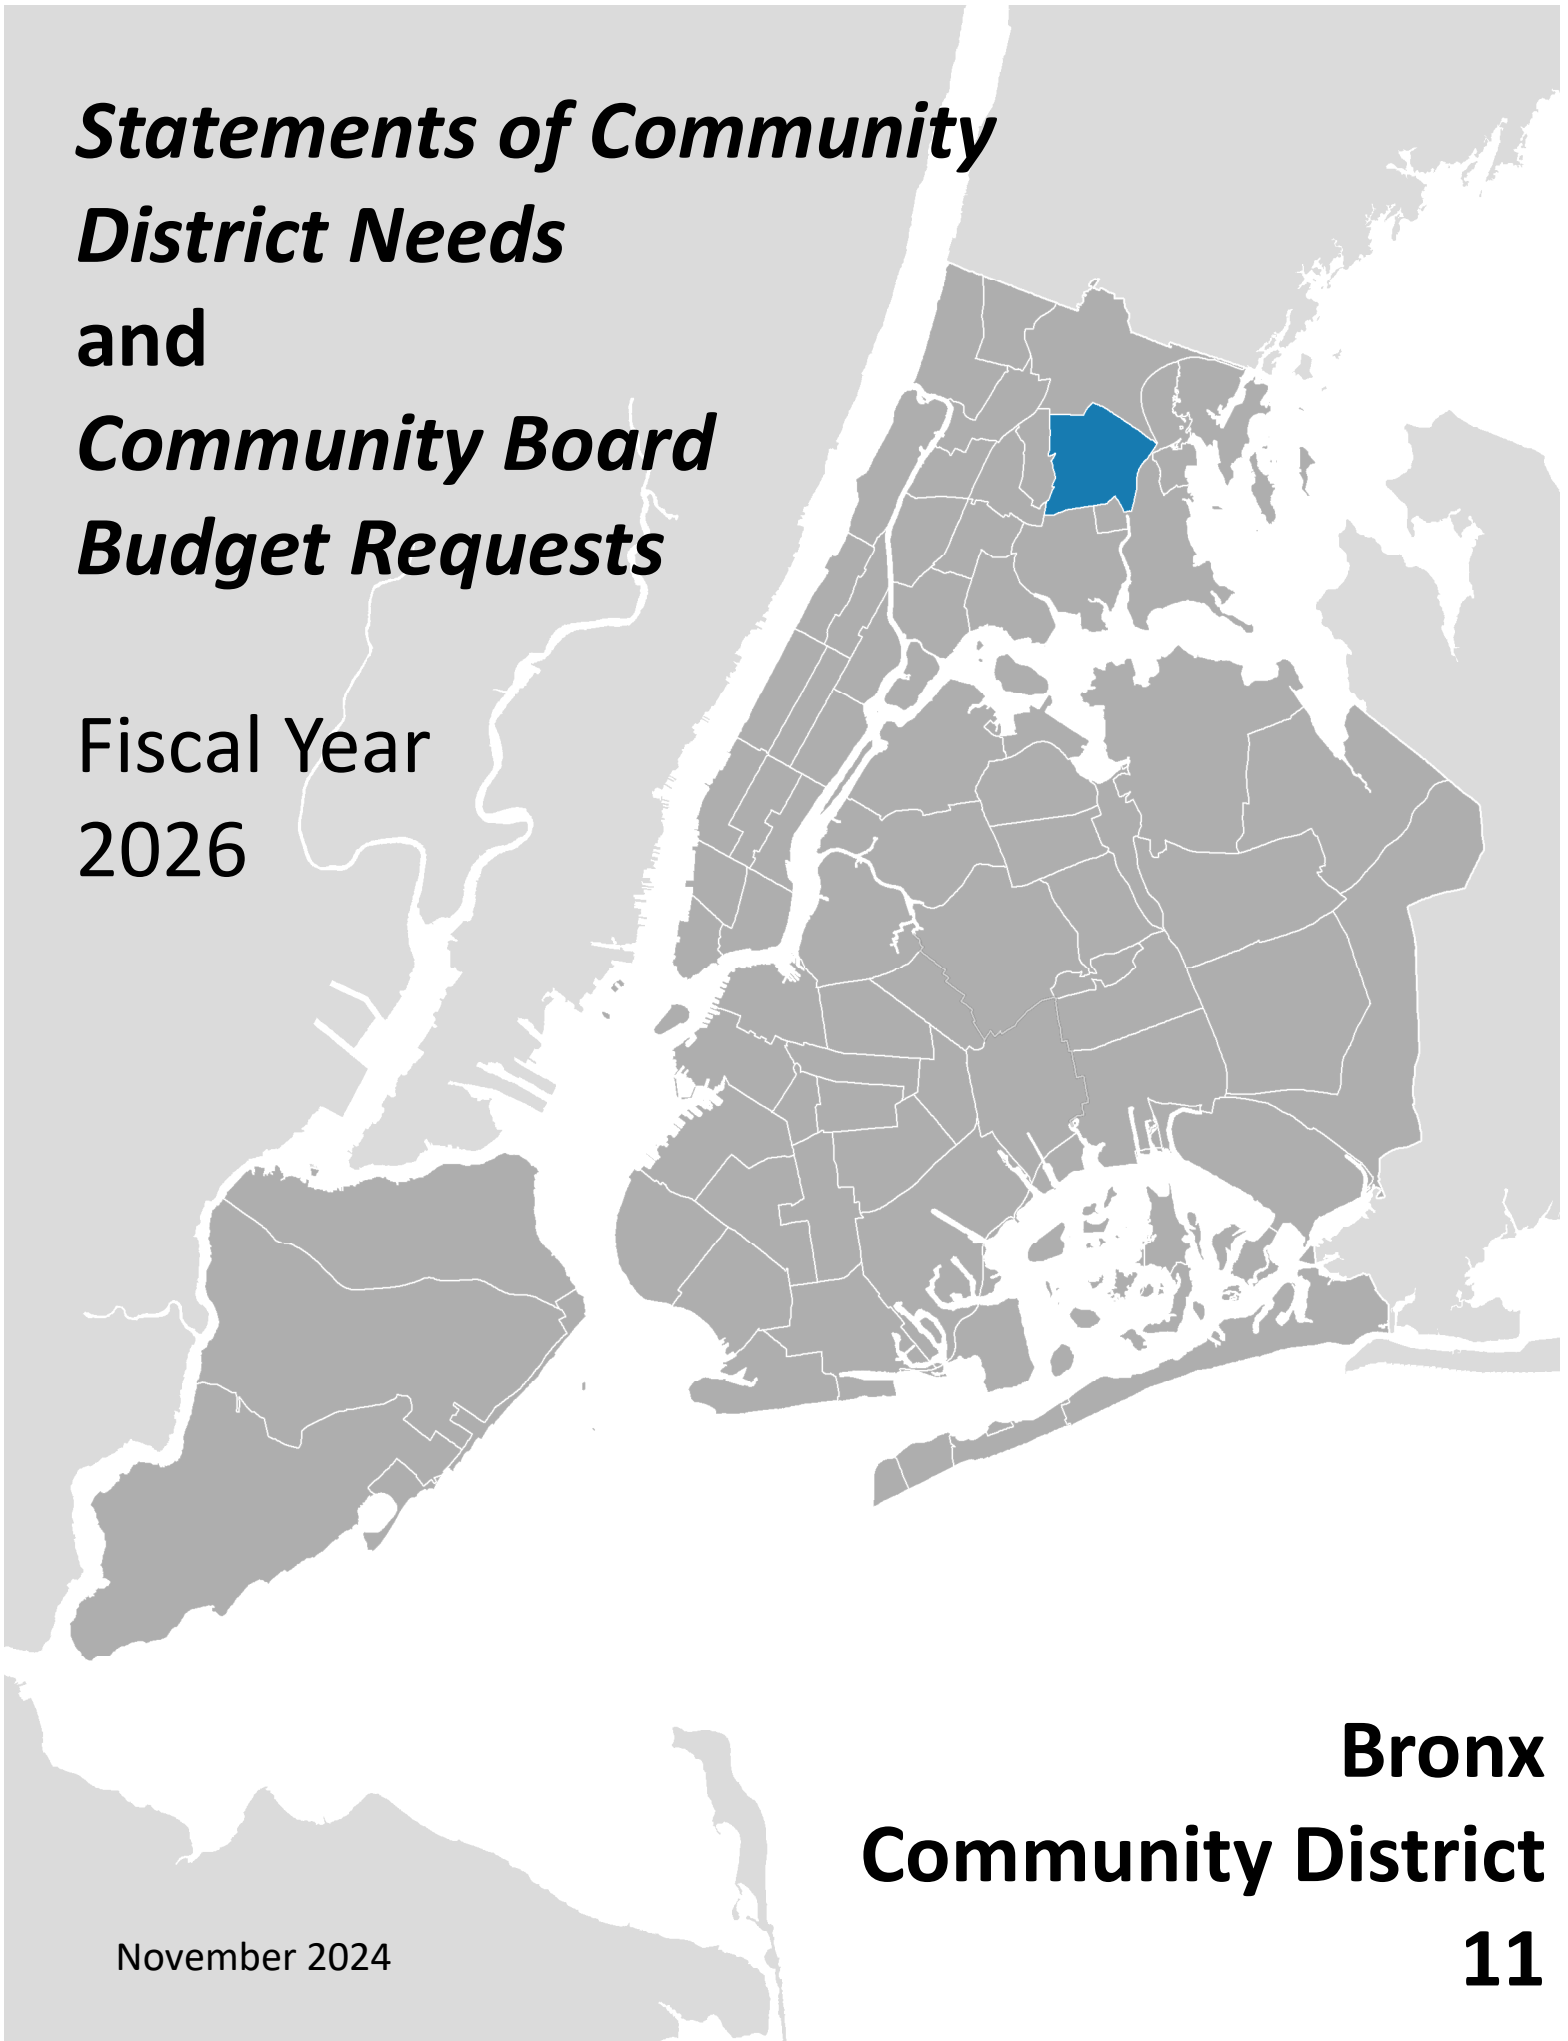 Statements of Community
District Needs
and
Community Board
Budget Requests
Fiscal Year
2026
Bronx
Community District
11
November 2024